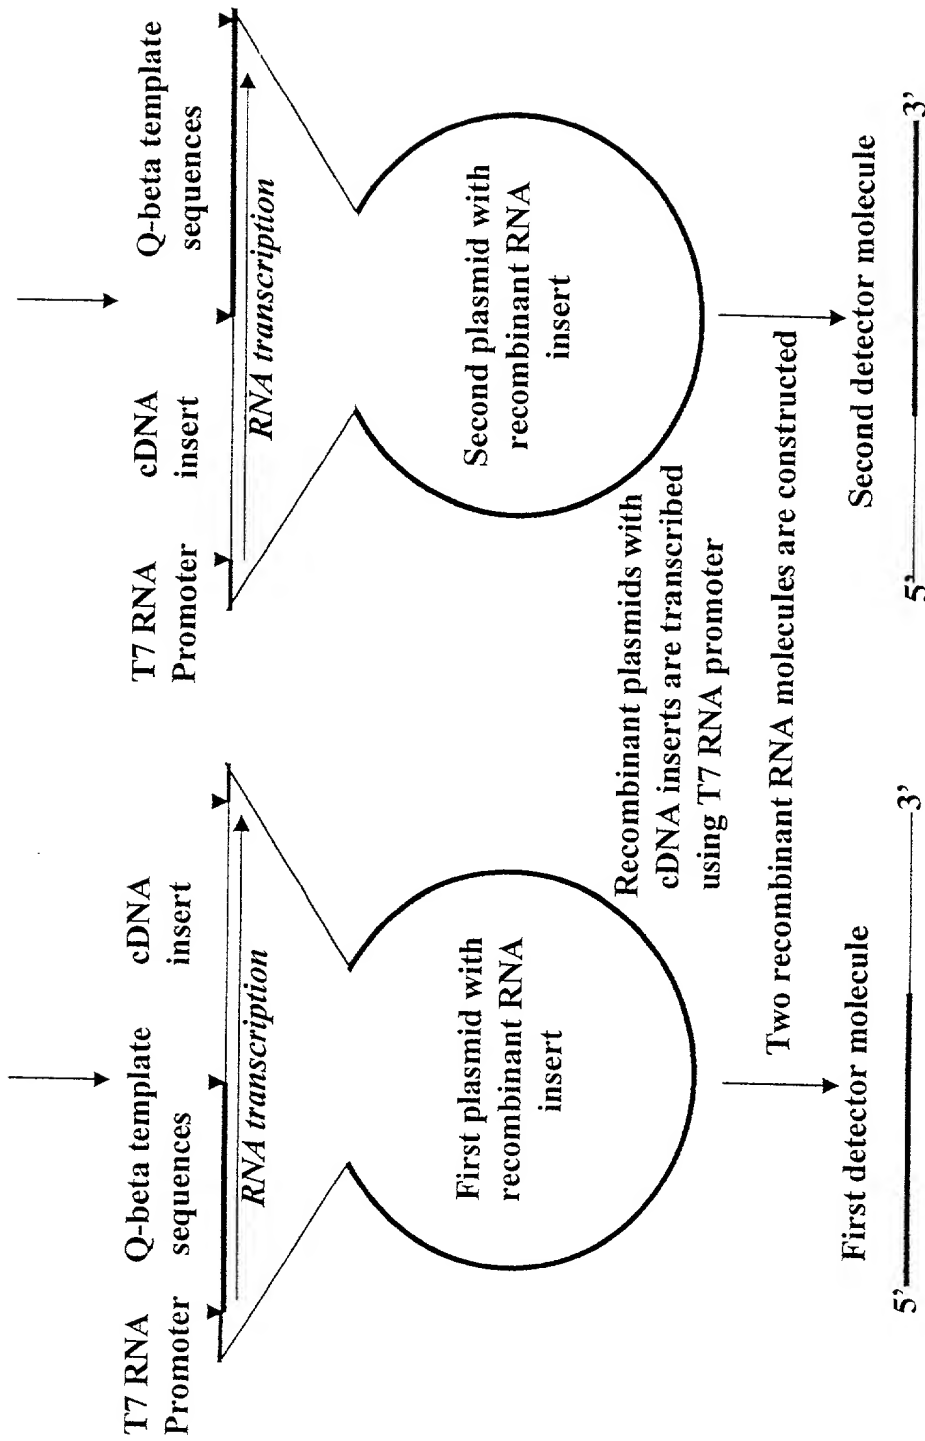 T7 RNA
Promoter
Q-beta template
sequences
cDNA
insert
RNA transcription
First plasmid with
recombinant RNA
insert
T7 RNA
Promoter
cDNA
insert
Q-beta template
sequences
RNA transcription
Second plasmid with
recombinant RNA
insert
Recombinant plasmids with
cDNA inserts are transcribed
using T7 RNA promoter
Two recombinant RNA molecules are constructed
First detector molecule
5’ 3’
Second detector molecule
5’ 3’